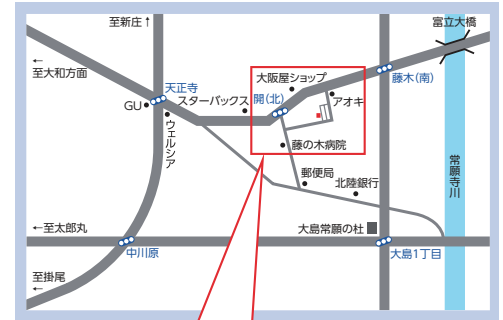 至新庄↑
富立大橋
←
至大和方面
大阪屋ショップ
天正寺
藤木(南)
スターバックス
開(北)
アオキ
GU
ウェルシア
藤の木病院
郵便局
北陸銀行
常願寺川
←至太郎丸
大島常願の杜
中川原
大島1丁目
至掛尾
←